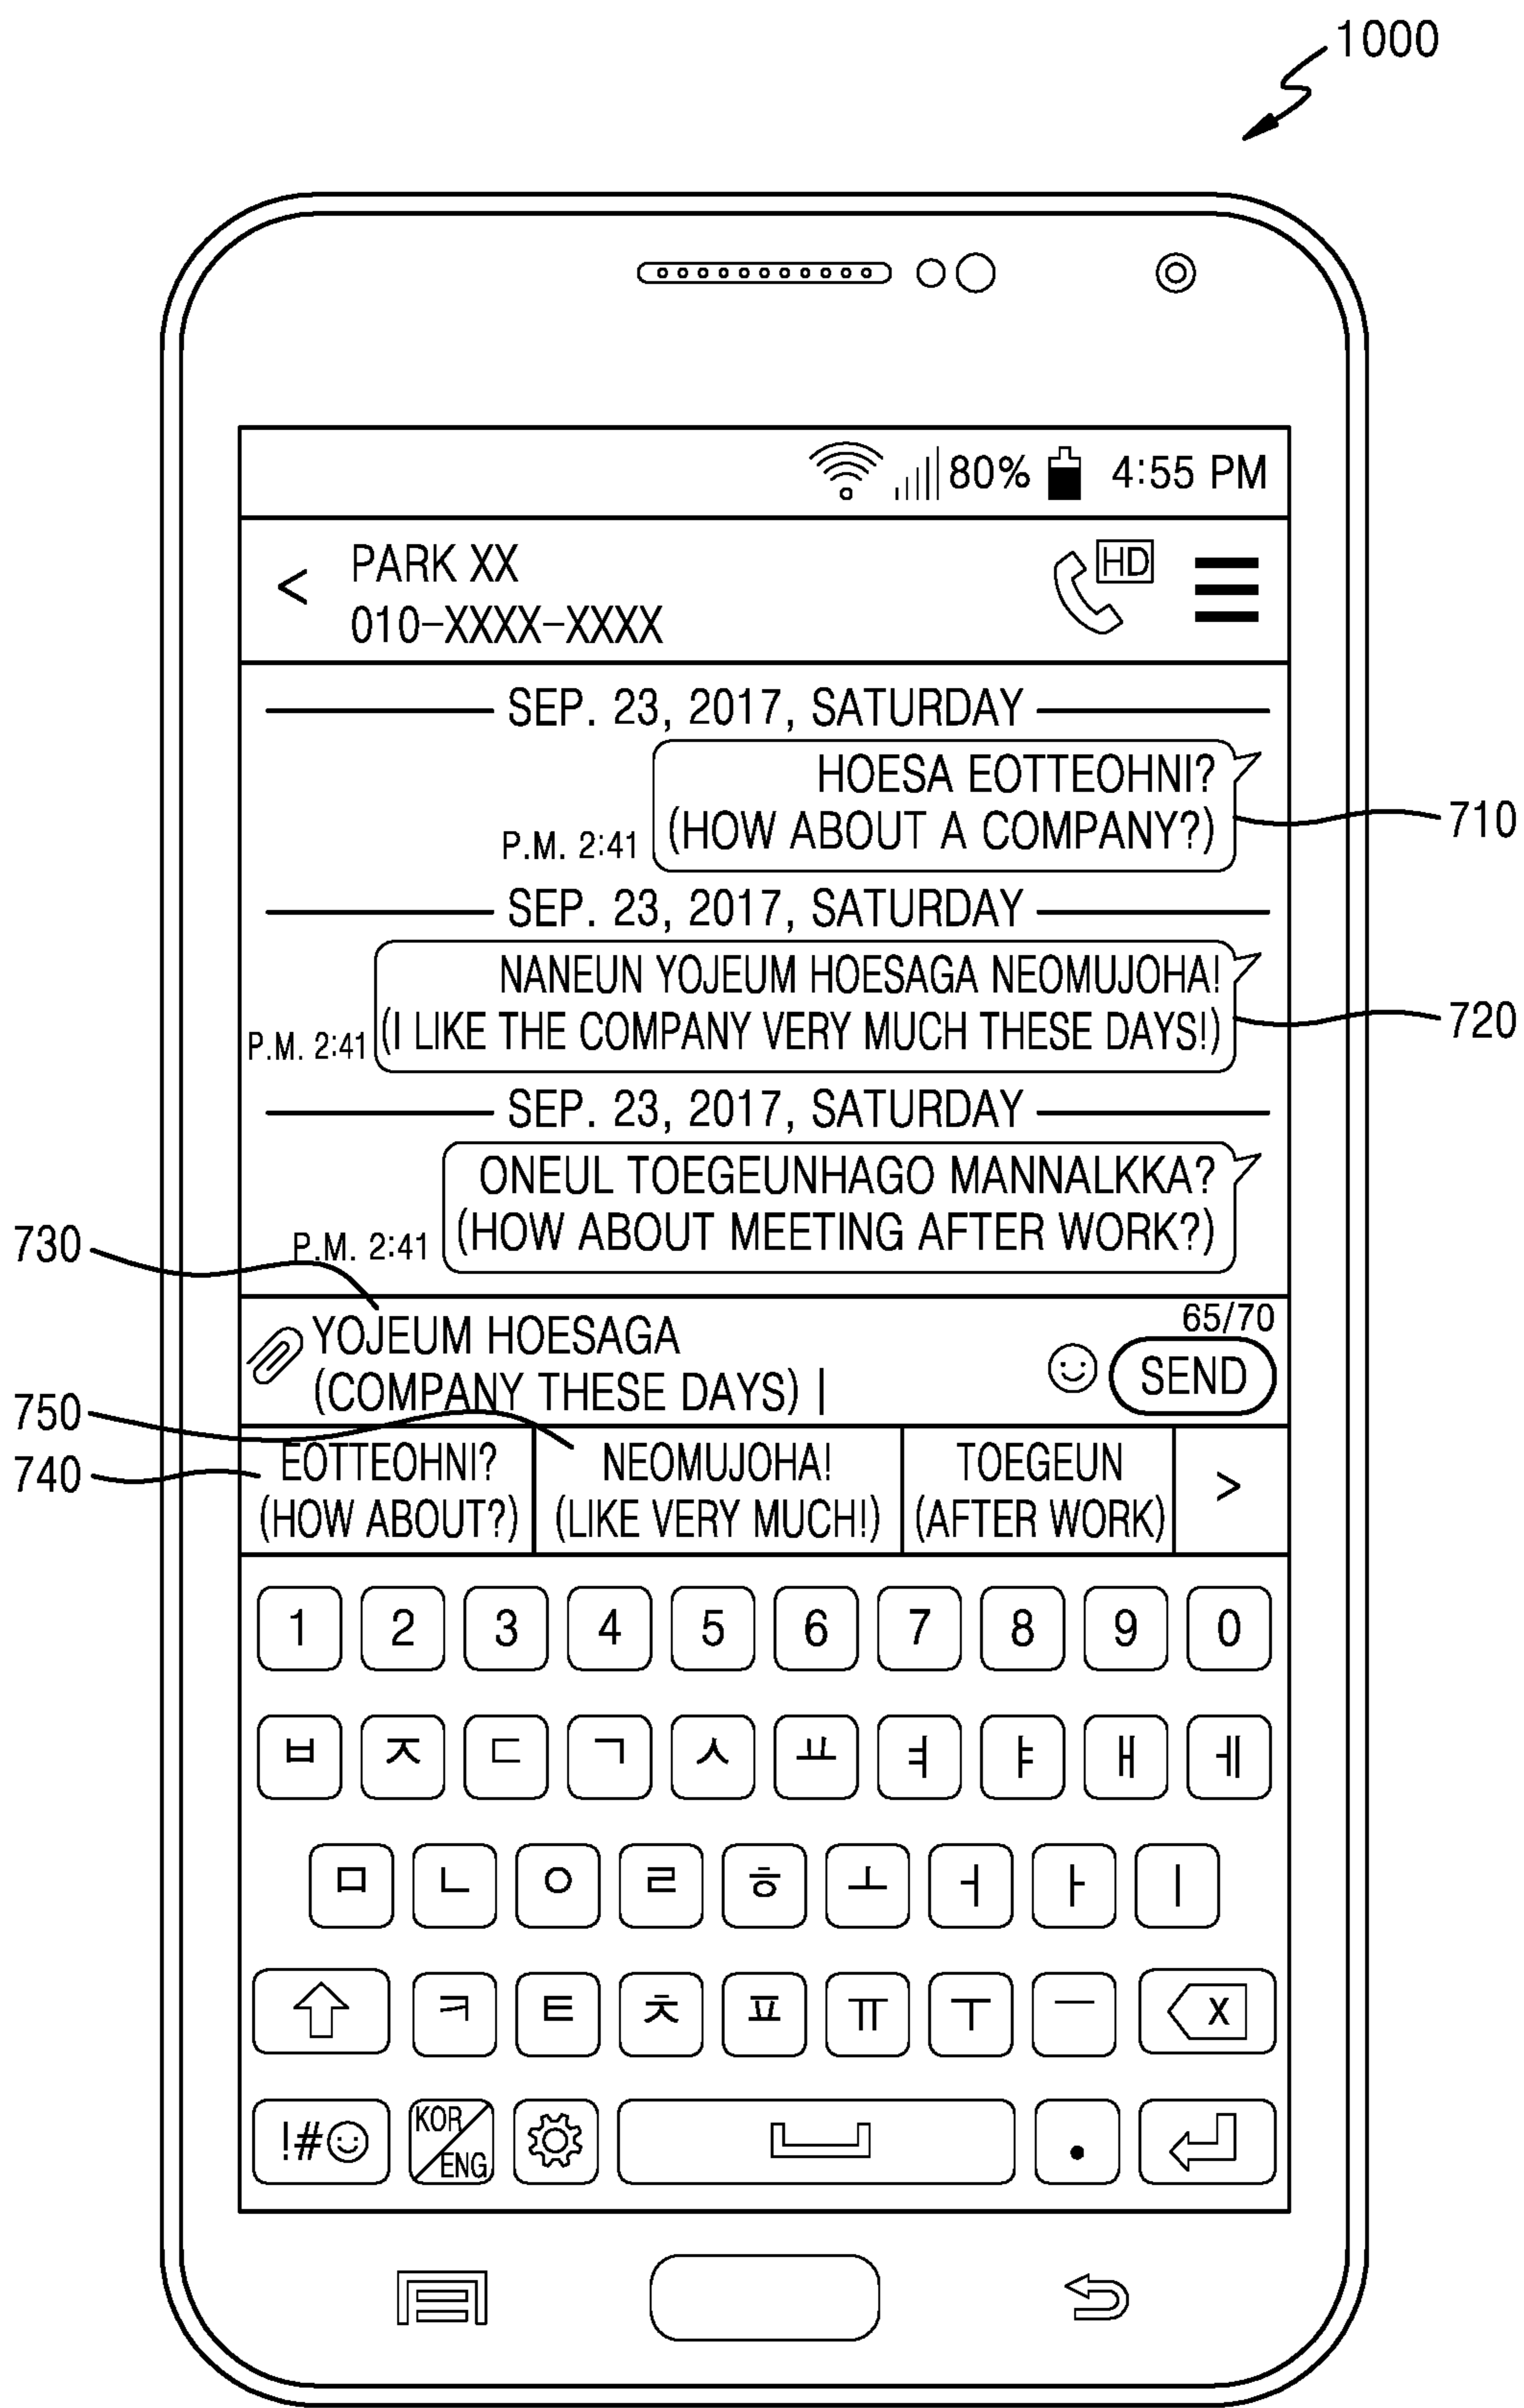 1000
80% 4:55 PM
< PARK XX
010-XXXX-XXXX
HD
SEP. 23, 2017, SATURDAY
HOESA EOTTEOHNI?
(HOW ABOUT A COMPANY?)
P.M. 2:41
710
SEP. 23, 2017, SATURDAY
NANEUN YOJEUM HOESAGA NEOMUJOHA!
(I LIKE THE COMPANY VERY MUCH THESE DAYS!)
P.M. 2:41
720
SEP. 23, 2017, SATURDAY
ONEUL TOEGEUNHAGO MANNALKKA?
(HOW ABOUT MEETING AFTER WORK?)
P.M. 2:41
730
YOJEUM HOESAGA
(COMPANY THESE DAYS)
65/70
SEND
750
740
EOTTEOHNI?
(HOW ABOUT?)
NEOMUJOHA!
(LIKE VERY MUCH!)
TOEGEUN
(AFTER WORK)
>
1 2 3 4 5 6 7 8 9 0
ㅂ ㅈ ㄷ ㄱ ㅅ ㅛ ㅕ ㅑ ㅐ ㅔ
ㅁ ㄴ ㅇ ㄹ ㅎ ㅗ ㅓ ㅏ ㅣ
ㅋ ㅌ ㅊ ㅍ ㅠ ㅜ ㅡ X
!#☺ KOR/ENG .